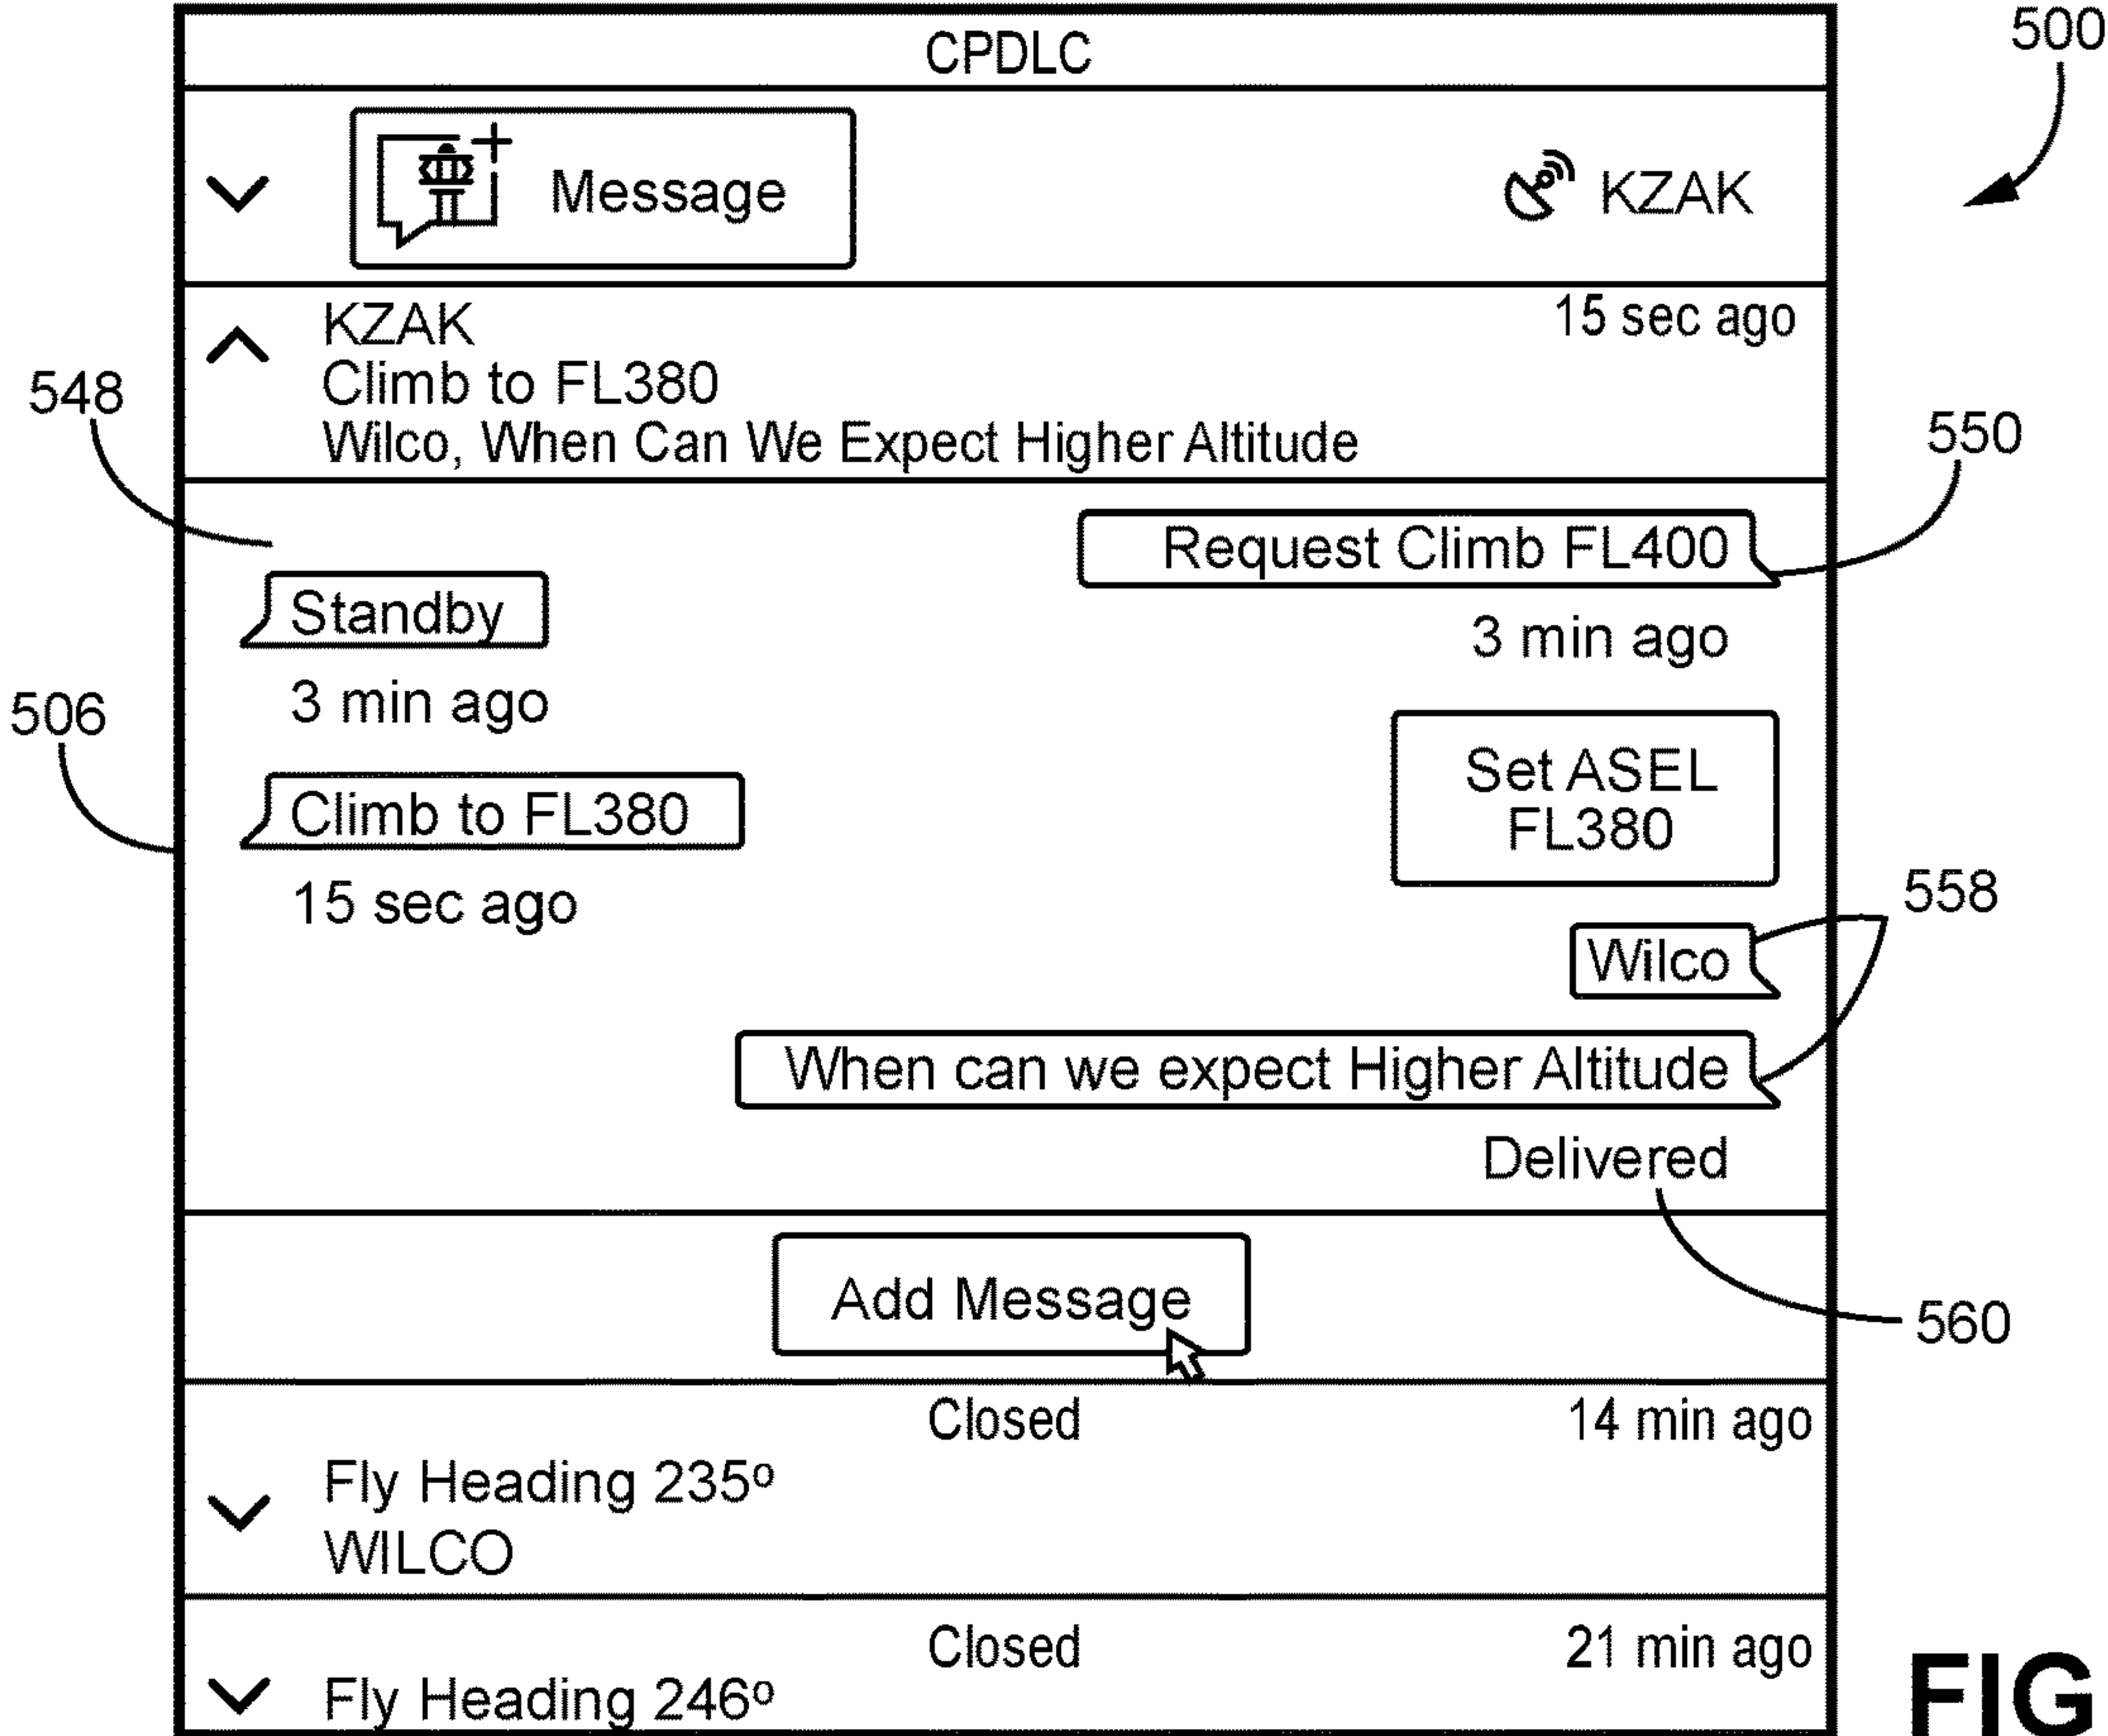 500
CPDLC
Message
KZAK
KZAK
15 sec ago
Climb to FL380
Wilco, When Can We Expect Higher Altitude
548
550
Request Climb FL400
3 min ago
Standby
3 min ago
506
Set ASEL
FL380
Climb to FL380
15 sec ago
558
Wilco
When can we expect Higher Altitude
Delivered
560
Add Message
Closed
14 min ago
Fly Heading 235º
WILCO
Closed
21 min ago
Fly Heading 246º
FIG